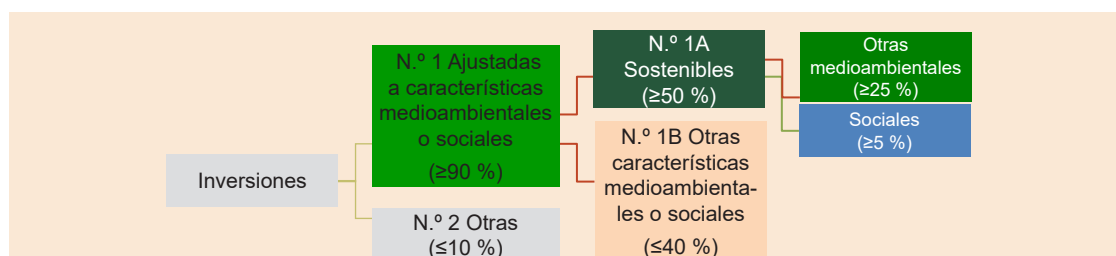 Inversiones
N.º 1 Ajustadas
a características
medioambientales
o sociales
(≥90 %)
N.º 2 Otras
(≤10 %)
N.º 1A
Sostenibles
(≥50 %)
N.º 1B Otras
características
medioambienta-
les o sociales
(≤40 %)
Otras
medioambientales
(≥25 %)
Sociales
(≥5 %)